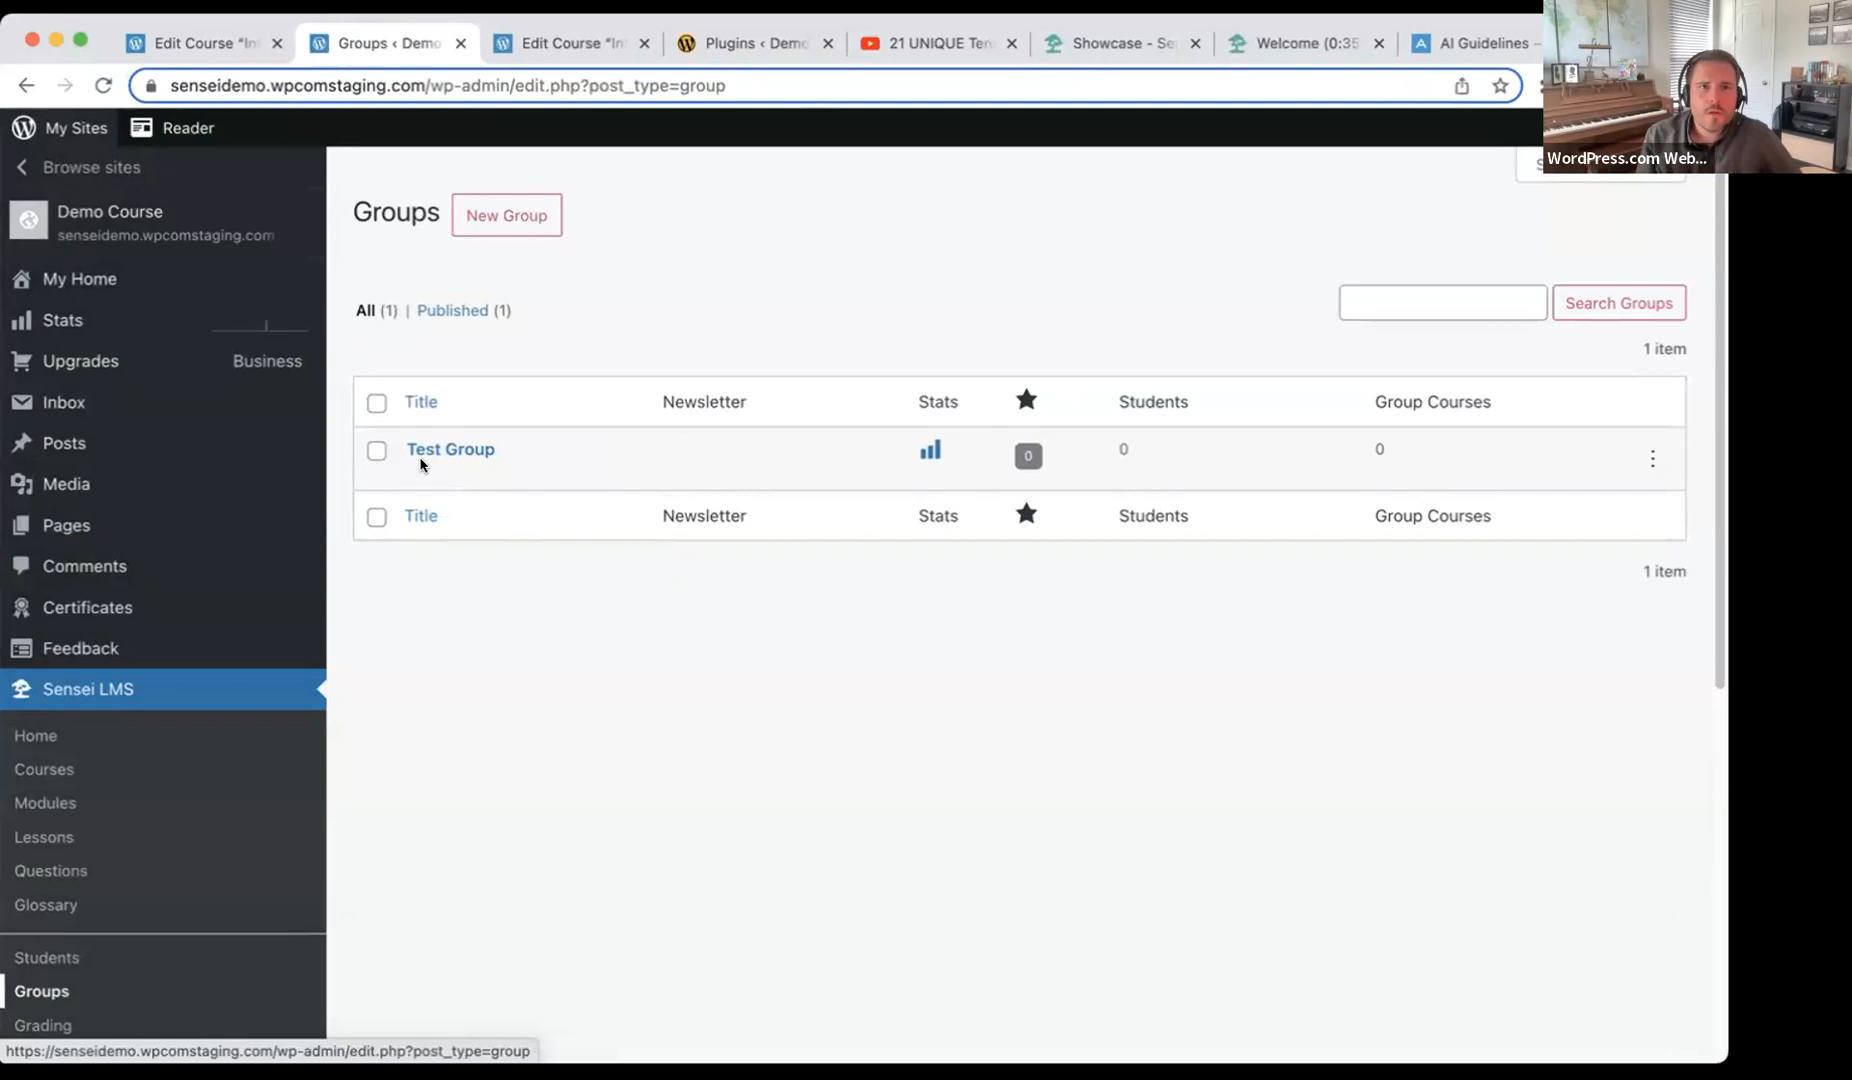 Edit Course “In
Groups ‹ Demo
Edit Course “In
Plugins ‹ Demo
21 UNIQUE Ten
Showcase - Se
Welcome (0:35
AI Guidelines –
senseidemo.wpcomstaging.com/wp-admin/edit.php?post_type=group
WordPress.com Web...
My Sites
Reader
Browse sites
Demo Course
senseidemo.wpcomstaging.com
My Home
Stats
Upgrades
Business
Inbox
Posts
Media
Pages
Comments
Certificates
Feedback
Sensei LMS
Home
Courses
Modules
Lessons
Questions
Glossary
Students
Groups
Grading
https://senseidemo.wpcomstaging.com/wp-admin/edit.php?post_type=group
Groups
New Group
All (1) | Published (1)
Search Groups
1 item
Title Newsletter Stats Students Group Courses
Test Group 0 0 0
Title Newsletter Stats Students Group Courses
1 item